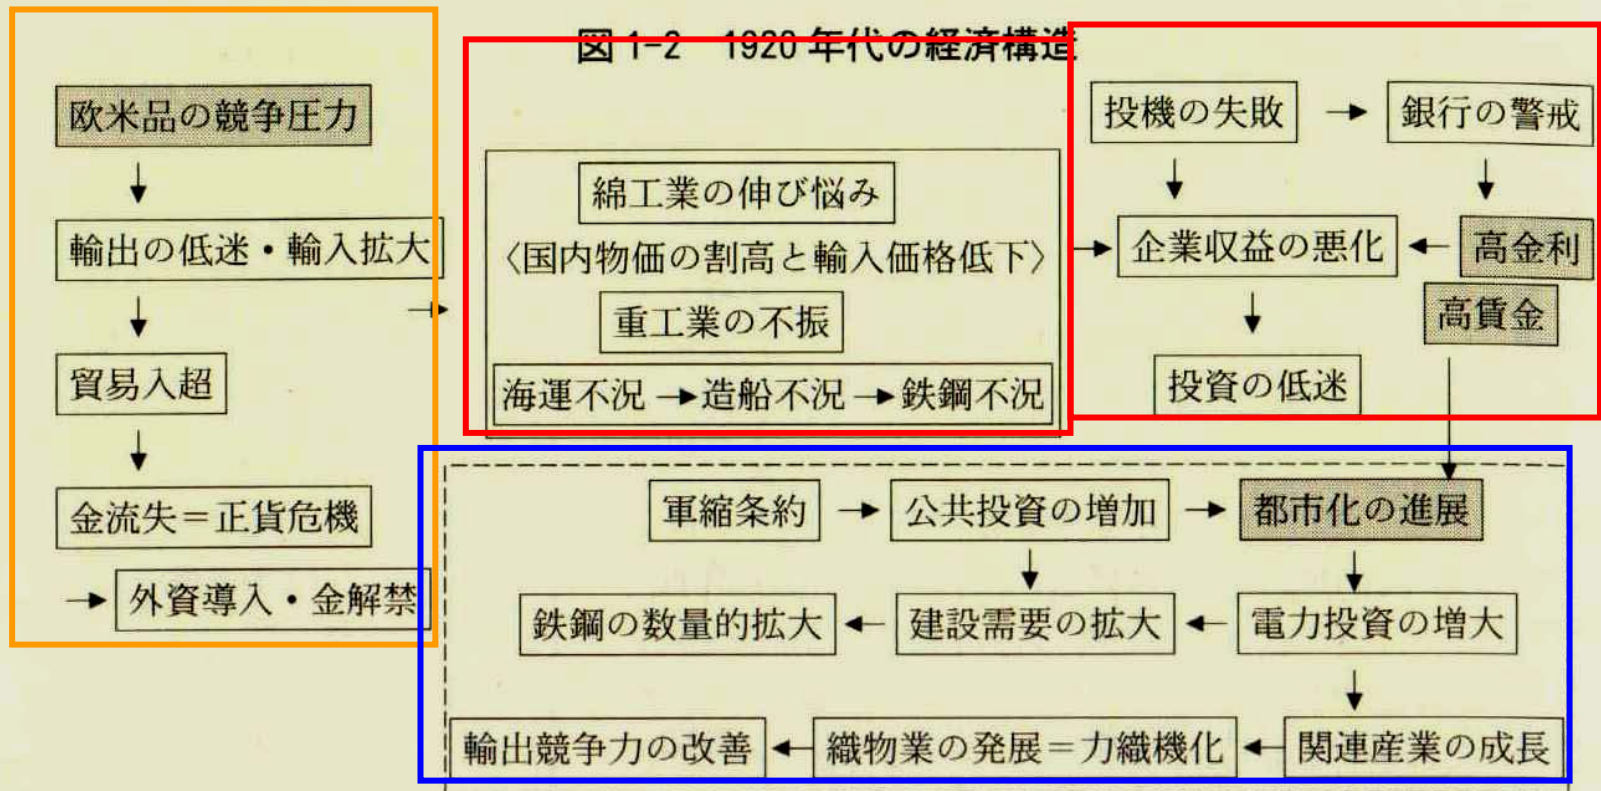 図 1-2　1920 年代の経済構造
欧米品の競争圧力
輸出の低迷・輸入拡大
貿易入超
金流失＝正貨危機
外資導入・金解禁
綿工業の伸び悩み
〈国内物価の割高と輸入価格低下〉
重工業の不振
海運不況
造船不況
鉄鋼不況
投機の失敗
銀行の警戒
企業収益の悪化
高金利
高賃金
投資の低迷
軍縮条約
公共投資の増加
都市化の進展
鉄鋼の数量的拡大
建設需要の拡大
電力投資の増大
輸出競争力の改善
織物業の発展＝力織機化
関連産業の成長